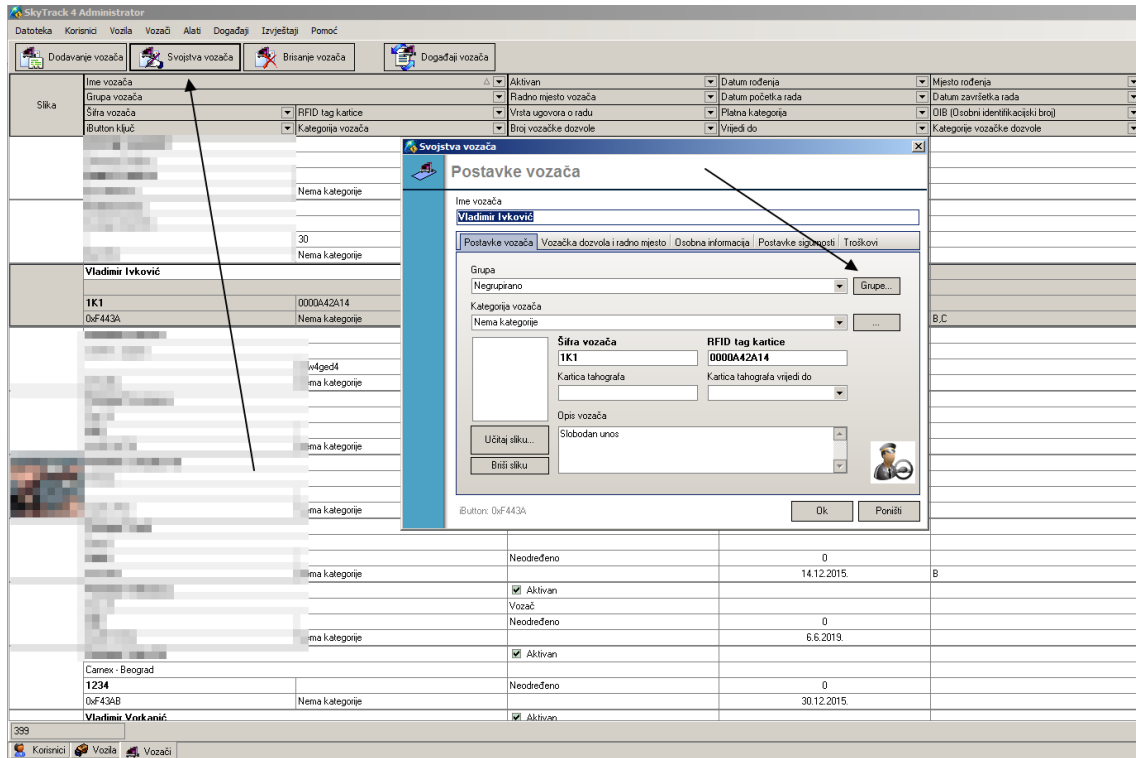 SkyTrack 4 Administrator
Datoteka Korisnici Vozila Vozači Alati Događaji Izvještaji Pomoć
Dodavanje vozača Svojstva vozača Brisanje vozača Događaji vozača
Slika
Ime vozača Aktivan Datum rođenja Mjesto rođenja
Grupa vozača Radno mjesto vozača Datum početka rada Datum završetka rada
Šifra vozača RFID tag kartice Vrsta ugovora o radu Platna kategorija OIB (Osobni identifikacijski broj)
iButton ključ Kategorija vozača Broj vozačke dozvole Vrijedi do Kategorije vozačke dozvole
Nema kategorije
30
Nema kategorije
Vladimir Ivković
1K1 0000A42A14
0xF443A Nema kategorije B,C
Svojstva vozača
Postavke vozača
Ime vozača
Vladimir Ivković
Postavke vozača Vozačka dozvola i radno mjesto Osobna informacija Postavke sigurnosti Troškovi
Grupa
Negrupirano Grupe...
Kategorija vozača
Nema kategorije ...
Šifra vozača RFID tag kartice
1K1 0000A42A14
Kartica tahografa Kartica tahografa vrijedi do
Opis vozača
Učitaj sliku... Slobodan unos
Briši sliku
iButton: 0xF443A Ok Poništi
kategorije
kategorije
kategorije
Neodređeno 0
kategorije 14.12.2015. B
Aktivan
Vozač
Neodređeno 0
kategorije 6.6.2019.
Aktivan
Carnex - Beograd
1234 Neodređeno 0
0xF43AB Nema kategorije 30.12.2015.
Vladimir Vorkapić Aktivan
399
Korisnici Vozila Vozači